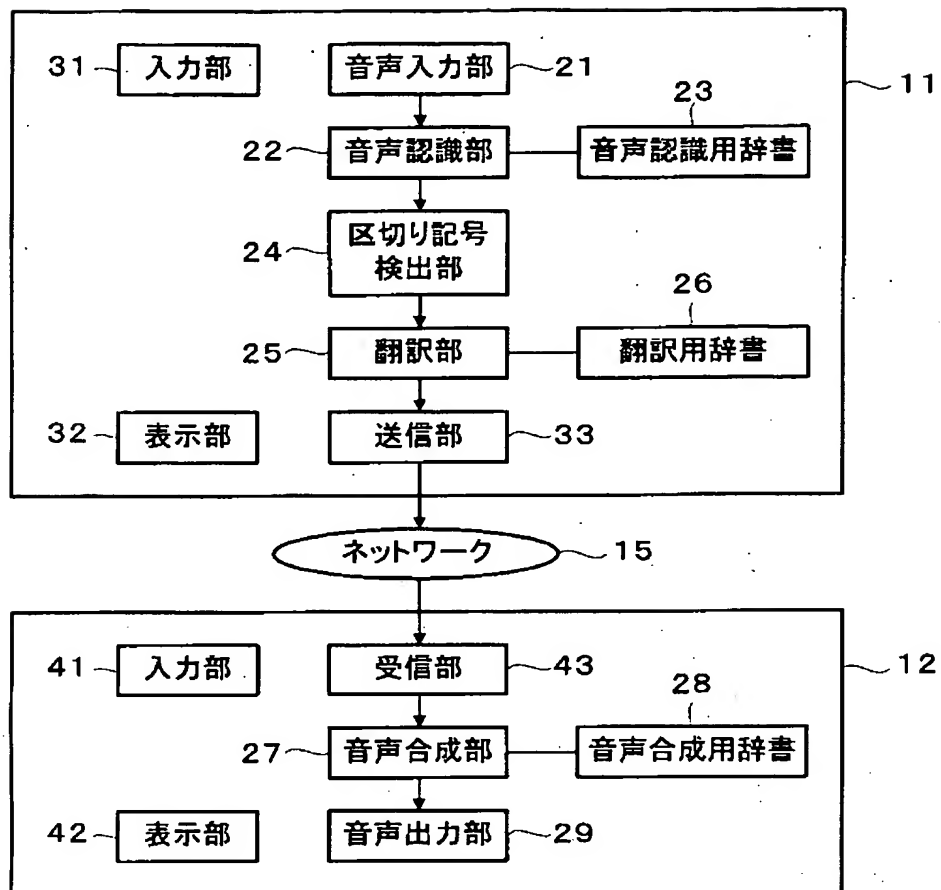 31 入力部 音声入力部 21 11
23
22 音声認識部 音声認識用辞書
24 区切り記号
検出部
26
25 翻訳部 翻訳用辞書
32 表示部 送信部 33
ネットワーク 15
41 入力部 受信部 43 12
28
27 音声合成部 音声合成用辞書
42 表示部 音声出力部 29